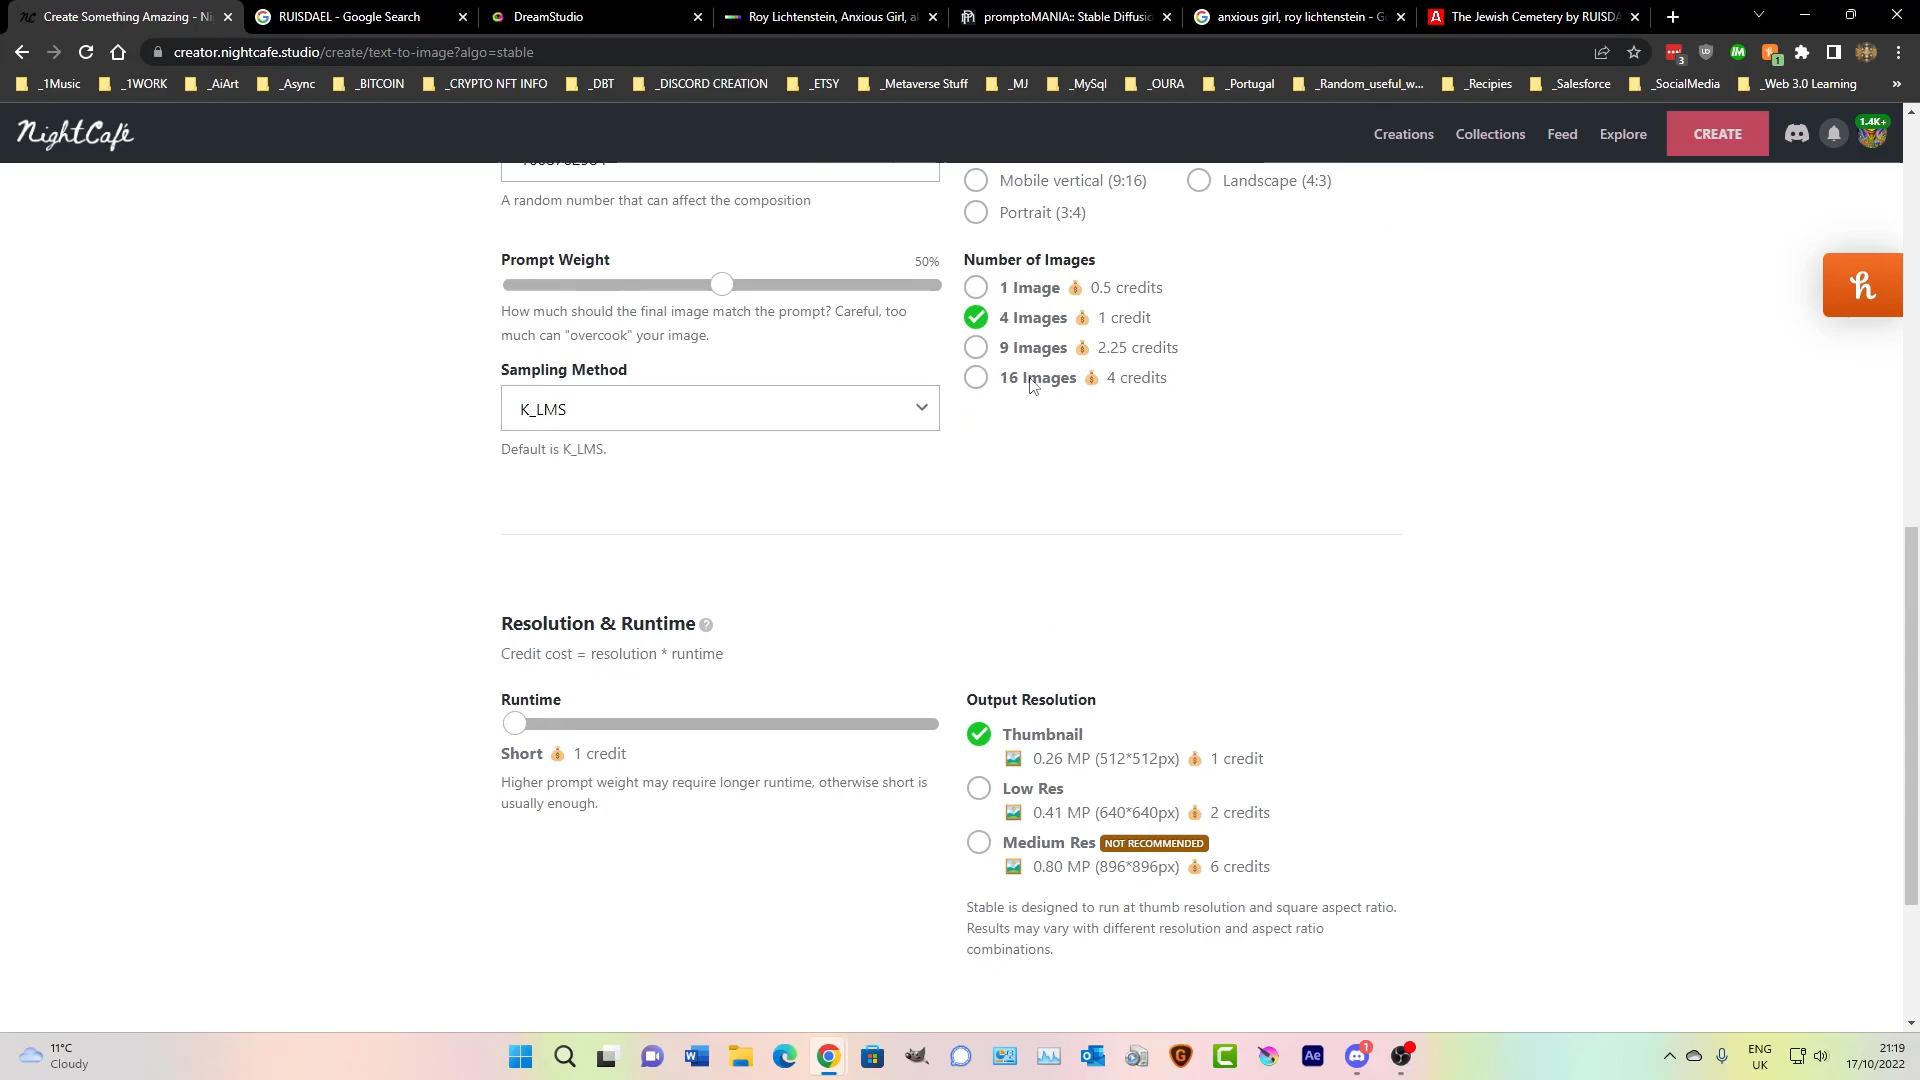 Create Something Amazing - Ni
RUISDAEL - Google Search
DreamStudio
Roy Lichtenstein, Anxious Girl, al
promptoMANIA:: Stable Diffusio
anxious girl, roy lichtenstein - G
The Jewish Cemetery by RUISDA
creator.nightcafe.studio/create/text-to-image?algo=stable
3
1
_1Music
_1WORK
_AiArt
_Async
_BITCOIN
_CRYPTO NFT INFO
_DBT
_DISCORD CREATION
_ETSY
_Metaverse Stuff
_MJ
_MySql
_OURA
_Portugal
_Random_useful_w...
_Recipies
_Salesforce
_SocialMedia
_Web 3.0 Learning
»
NightCafé
Creations
Collections
Feed
Explore
CREATE
1.4K+
A random number that can affect the composition
Mobile vertical (9:16)
Landscape (4:3)
Portrait (3:4)
Prompt Weight
50%
How much should the final image match the prompt? Careful, too
much can "overcook" your image.
Sampling Method
K_LMS
Default is K_LMS.
Number of Images
1 Image 0.5 credits
4 Images 1 credit
9 Images 2.25 credits
16 Images 4 credits
Resolution & Runtime ?
Credit cost = resolution * runtime
Runtime
Short 1 credit
Higher prompt weight may require longer runtime, otherwise short is
usually enough.
Output Resolution
Thumbnail
0.26 MP (512*512px) 1 credit
Low Res
0.41 MP (640*640px) 2 credits
Medium Res NOT RECOMMENDED
0.80 MP (896*896px) 6 credits
Stable is designed to run at thumb resolution and square aspect ratio.
Results may vary with different resolution and aspect ratio
combinations.
11°C
Cloudy
Ae
1
ENG
UK
21:19
17/10/2022